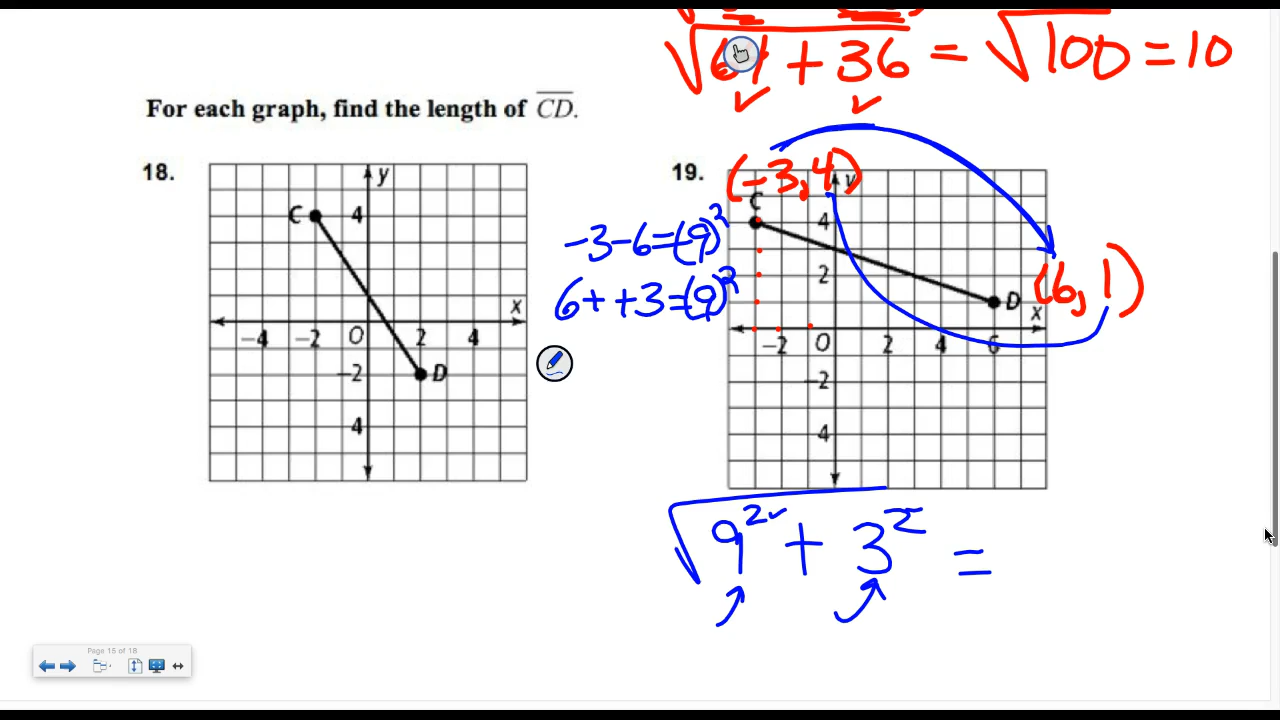 √64 + 36 = √100 = 10
For each graph, find the length of CD.
18.
C
4
y
x
−4
−2
O
2
4
−2
D
4
19.
(−3,4)
y
C
4
−3−6=(−9)²
2
(6,1)
6++3=(9)²
D
x
−2
O
2
4
6
−2
4
√9² + 3² =
Page 15 of 18